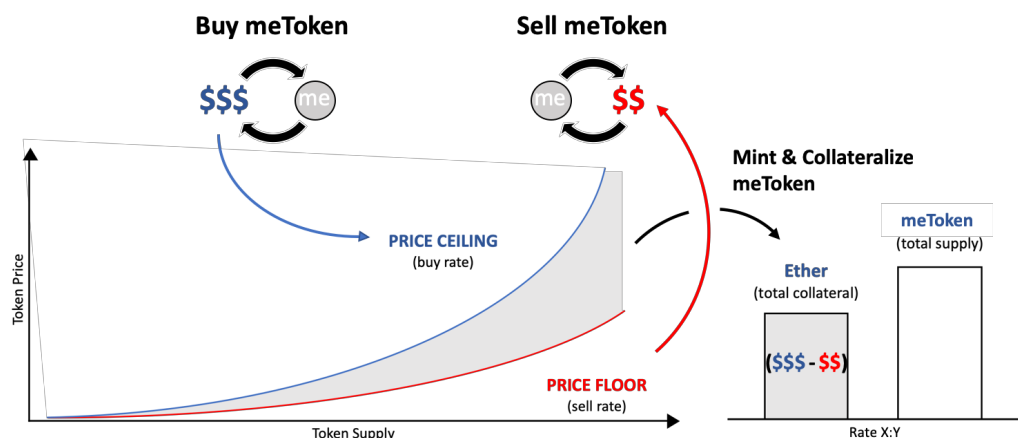 Buy meToken
Sell meToken
$$$
me
me
$$
Mint & Collateralize
meToken
meToken
(total supply)
PRICE CEILING
(buy rate)
Ether
(total collateral)
Token Price
($$$ - $$)
PRICE FLOOR
(sell rate)
Token Supply
Rate X:Y